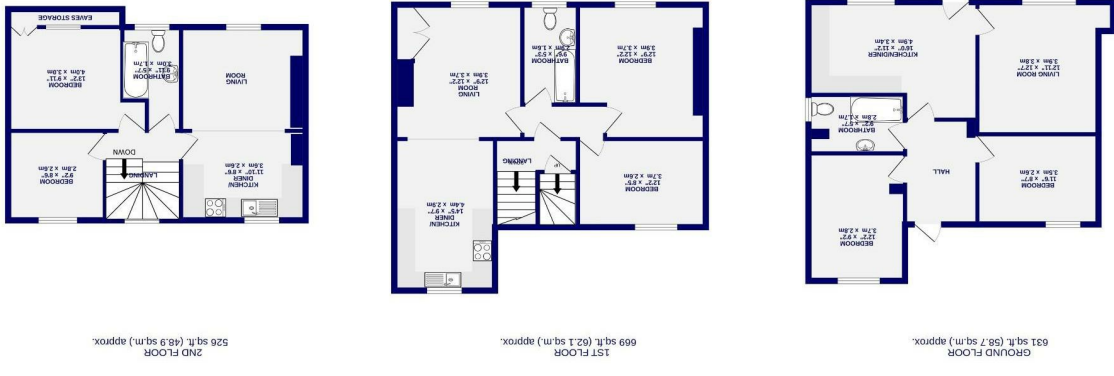 GROUND FLOOR
631 sq.ft. (58.7 sq.m.) approx.
BEDROOM
12'2" x 9'2"
3.7m x 2.8m
BEDROOM
11'6" x 8'7"
3.5m x 2.6m
HALL
BATHROOM
9'2" x 5'7"
2.8m x 1.7m
LIVING ROOM
12'11" x 12'7"
3.9m x 3.8m
KITCHEN/DINER
16'0" x 11'2"
4.9m x 3.4m
1ST FLOOR
669 sq.ft. (62.1 sq.m.) approx.
KITCHEN/
DINER
14'5" x 9'7"
4.4m x 2.9m
BEDROOM
12'2" x 8'5"
3.7m x 2.6m
LANDING
UP
LIVING
ROOM
12'9" x 12'2"
3.9m x 3.7m
BATHROOM
9'6" x 5'3"
2.9m x 1.6m
BEDROOM
12'9" x 12'2"
3.9m x 3.7m
2ND FLOOR
526 sq.ft. (48.9 sq.m.) approx.
KITCHEN/
DINER
11'10" x 8'6"
3.6m x 2.6m
LANDING
DOWN
BEDROOM
9'2" x 8'6"
2.8m x 2.6m
LIVING
ROOM
BATHROOM
9'11" x 5'7"
3.0m x 1.7m
BEDROOM
13'2" x 9'11"
4.0m x 3.0m
EAVES STORAGE